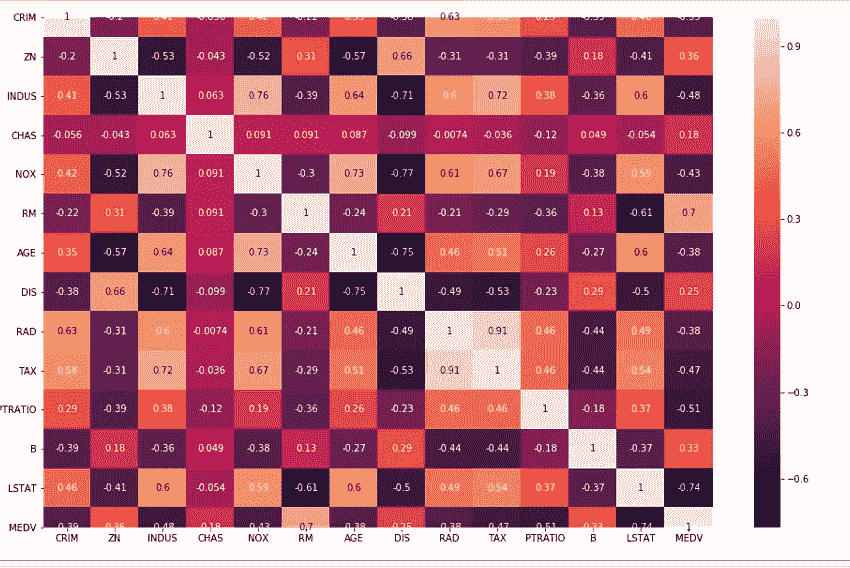 CRIM 1 -0.2 0.63
ZN -0.2 1 -0.53 -0.043 -0.52 0.31 -0.57 0.66 -0.31 -0.31 -0.39 0.18 -0.41 0.36
INDUS 0.41 -0.53 1 0.063 0.76 -0.39 0.64 -0.71 0.6 0.72 0.38 -0.36 0.6 -0.48
CHAS -0.056 -0.043 0.063 1 0.091 0.091 0.087 -0.099 -0.0074 -0.036 -0.12 0.049 -0.054 0.18
NOX 0.42 -0.52 0.76 0.091 1 -0.3 0.73 -0.77 0.61 0.67 0.19 -0.38 0.59 -0.43
RM -0.22 0.31 -0.39 0.091 -0.3 1 -0.24 0.21 -0.21 -0.29 -0.36 0.13 -0.61 0.7
AGE 0.35 -0.57 0.64 0.087 0.73 -0.24 1 -0.75 0.46 0.51 0.26 -0.27 0.6 -0.38
DIS -0.38 0.66 -0.71 -0.099 -0.77 0.21 -0.75 1 -0.49 -0.53 -0.23 0.29 -0.5 0.25
RAD 0.63 -0.31 0.6 -0.0074 0.61 -0.21 0.46 -0.49 1 0.91 0.46 -0.44 0.49 -0.38
TAX 0.58 -0.31 0.72 -0.036 0.67 -0.29 0.51 -0.53 0.91 1 0.46 -0.44 0.54 -0.47
PTRATIO 0.29 -0.39 0.38 -0.12 0.19 -0.36 0.26 -0.23 0.46 0.46 1 -0.18 0.37 -0.51
B -0.39 0.18 -0.36 0.049 -0.38 0.13 -0.27 0.29 -0.44 -0.44 -0.18 1 -0.37 0.33
LSTAT 0.46 -0.41 0.6 -0.054 0.59 -0.61 0.6 -0.5 0.49 0.54 0.37 -0.37 1 -0.74
MEDV 0.7 1
CRIM ZN INDUS CHAS NOX RM AGE DIS RAD TAX PTRATIO B LSTAT MEDV
0.9
0.6
0.3
0.0
−0.3
−0.6